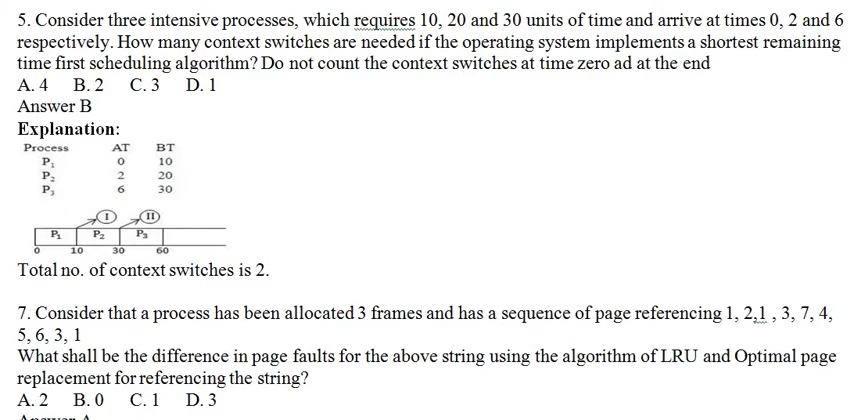 5. Consider three intensive processes, which requires 10, 20 and 30 units of time and arrive at times 0, 2 and 6
respectively. How many context switches are needed if the operating system implements a shortest remaining
time first scheduling algorithm? Do not count the context switches at time zero ad at the end
A. 4 B. 2 C. 3 D. 1
Answer B
Explanation:
Process AT BT
P₁ 0 10
P₂ 2 20
P₃ 6 30
I II
P₁ P₂ P₃
0 10 30 60
Total no. of context switches is 2.
7. Consider that a process has been allocated 3 frames and has a sequence of page referencing 1, 2,1 , 3, 7, 4,
5, 6, 3, 1
What shall be the difference in page faults for the above string using the algorithm of LRU and Optimal page
replacement for referencing the string?
A. 2 B. 0 C. 1 D. 3